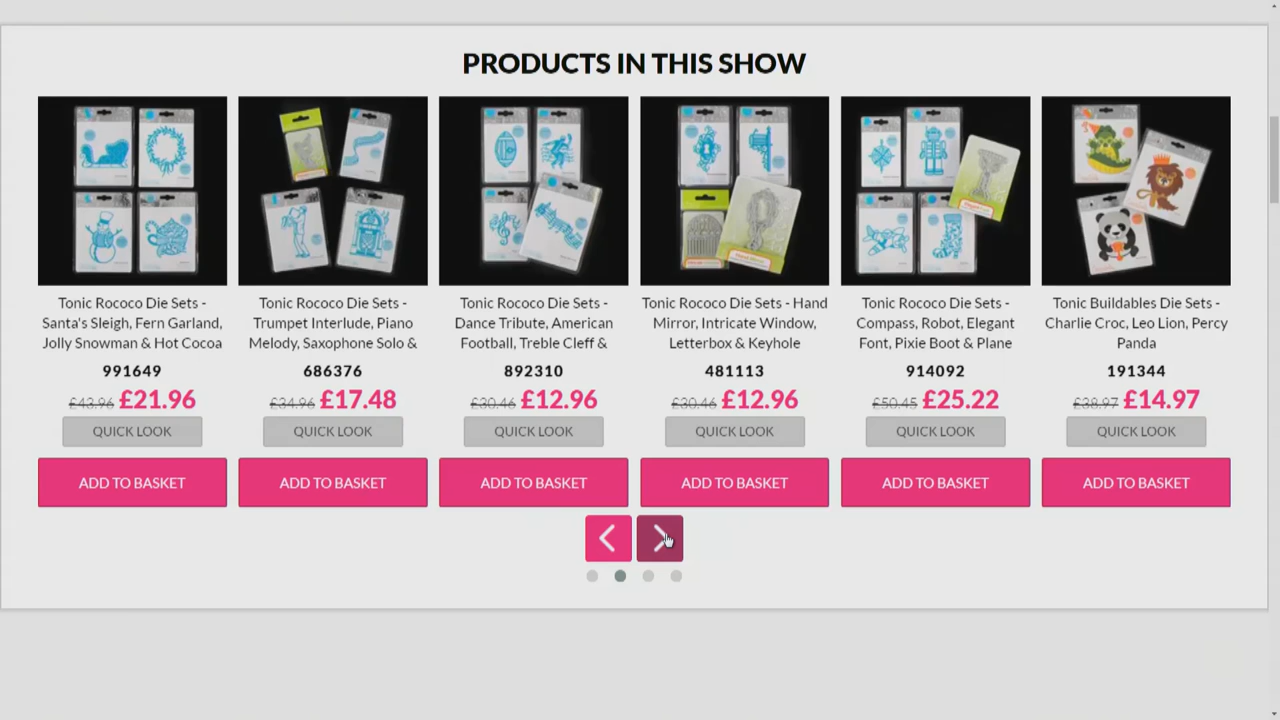 PRODUCTS IN THIS SHOW
Tonic Rococo Die Sets -
Santa's Sleigh, Fern Garland,
Jolly Snowman & Hot Cocoa
991649
£43.96 £21.96
QUICK LOOK
ADD TO BASKET
Tonic Rococo Die Sets -
Trumpet Interlude, Piano
Melody, Saxophone Solo &
686376
£34.96 £17.48
QUICK LOOK
ADD TO BASKET
Tonic Rococo Die Sets -
Dance Tribute, American
Football, Treble Cleff &
892310
£30.46 £12.96
QUICK LOOK
ADD TO BASKET
Tonic Rococo Die Sets - Hand
Mirror, Intricate Window,
Letterbox & Keyhole
481113
£30.46 £12.96
QUICK LOOK
ADD TO BASKET
Tonic Rococo Die Sets -
Compass, Robot, Elegant
Font, Pixie Boot & Plane
914092
£50.45 £25.22
QUICK LOOK
ADD TO BASKET
Tonic Buildables Die Sets -
Charlie Croc, Leo Lion, Percy
Panda
191344
£38.97 £14.97
QUICK LOOK
ADD TO BASKET